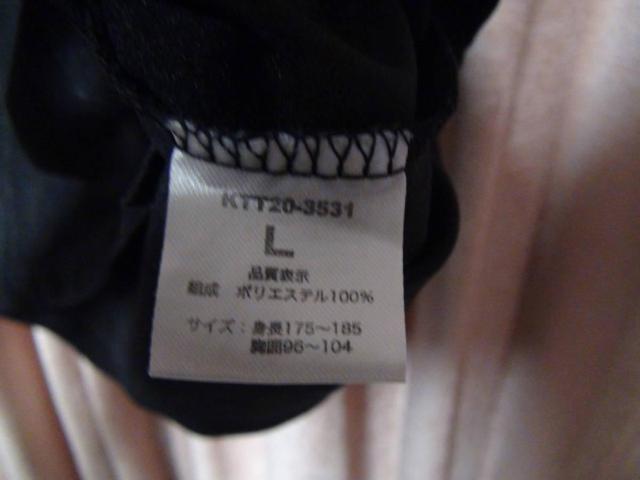 KTT20-3531
L
品質表示
組成 ポリエステル100%
サイズ：身長175～185
胸囲96～104